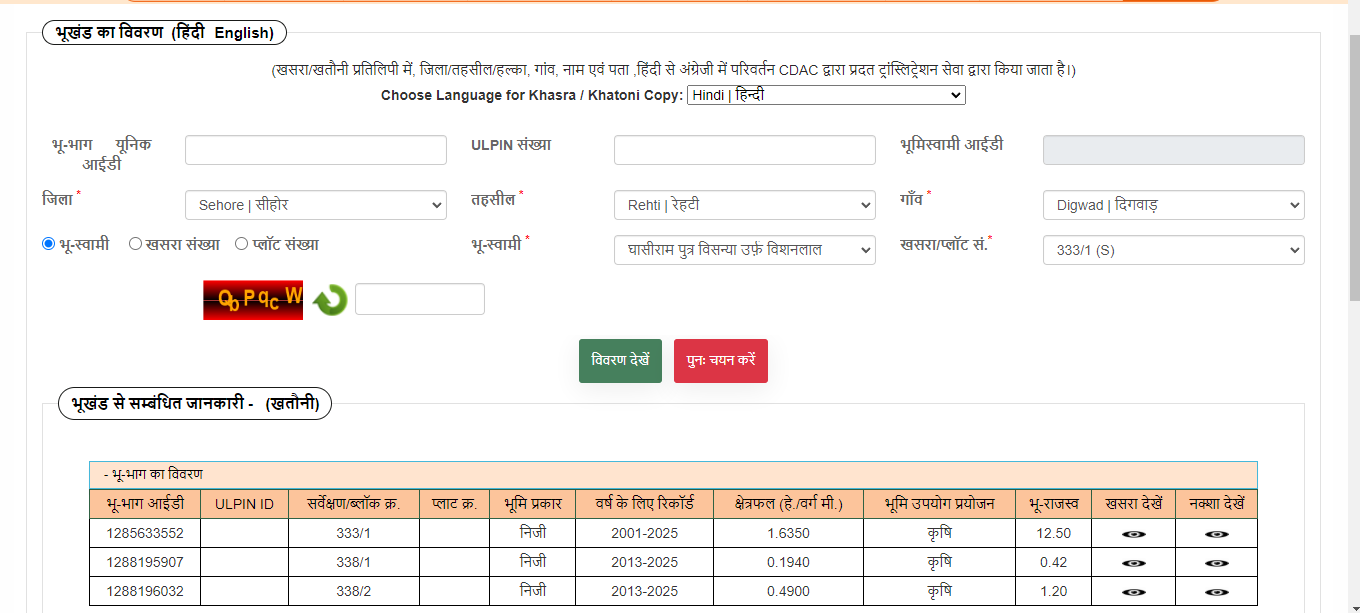 भूखंड का विवरण (हिंदी English)
(खसरा/खतौनी प्रतिलिपी में, जिला/तहसील/हल्का, गांव, नाम एवं पता ,हिंदी से अंग्रेजी में परिवर्तन CDAC द्वारा प्रदत ट्रांस्लिट्रेशन सेवा द्वारा किया जाता है।)
Choose Language for Khasra / Khatoni Copy: Hindi | हिन्दी
भू-भाग यूनिक आईडी
ULPIN संख्या
भूमिस्वामी आईडी
जिला * Sehore | सीहोर तहसील * Rehti | रेहटी गाँव * Digwad | दिगवाड़
भू-स्वामी खसरा संख्या प्लॉट संख्या भू-स्वामी * घासीराम पुत्र विसन्या उर्फ़ विशनलाल खसरा/प्लॉट सं.* 333/1 (S)
QbPqcW
विवरण देखें पुनः चयन करें
भूखंड से सम्बंधित जानकारी - (खतौनी)
- भू-भाग का विवरण
भू-भाग आईडी ULPIN ID सर्वेक्षण/ब्लॉक क्र. प्लाट क्र. भूमि प्रकार वर्ष के लिए रिकॉर्ड क्षेत्रफल (हे./वर्ग मी.) भूमि उपयोग प्रयोजन भू-राजस्व खसरा देखें नक्शा देखें
1285633552 333/1 निजी 2001-2025 1.6350 कृषि 12.50
1288195907 338/1 निजी 2013-2025 0.1940 कृषि 0.42
1288196032 338/2 निजी 2013-2025 0.4900 कृषि 1.20